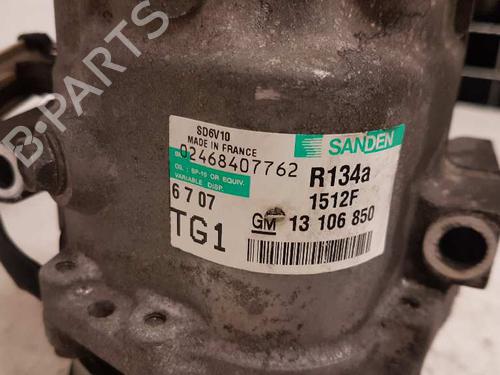 B-PARTS
SD6V10
MADE IN FRANCE
SANDEN
02468407762
OIL : SP-10 OR EQUIV.
VARIABLE DISP.
R134a
1512F
6 7 07
TG1
GM 13 106 850